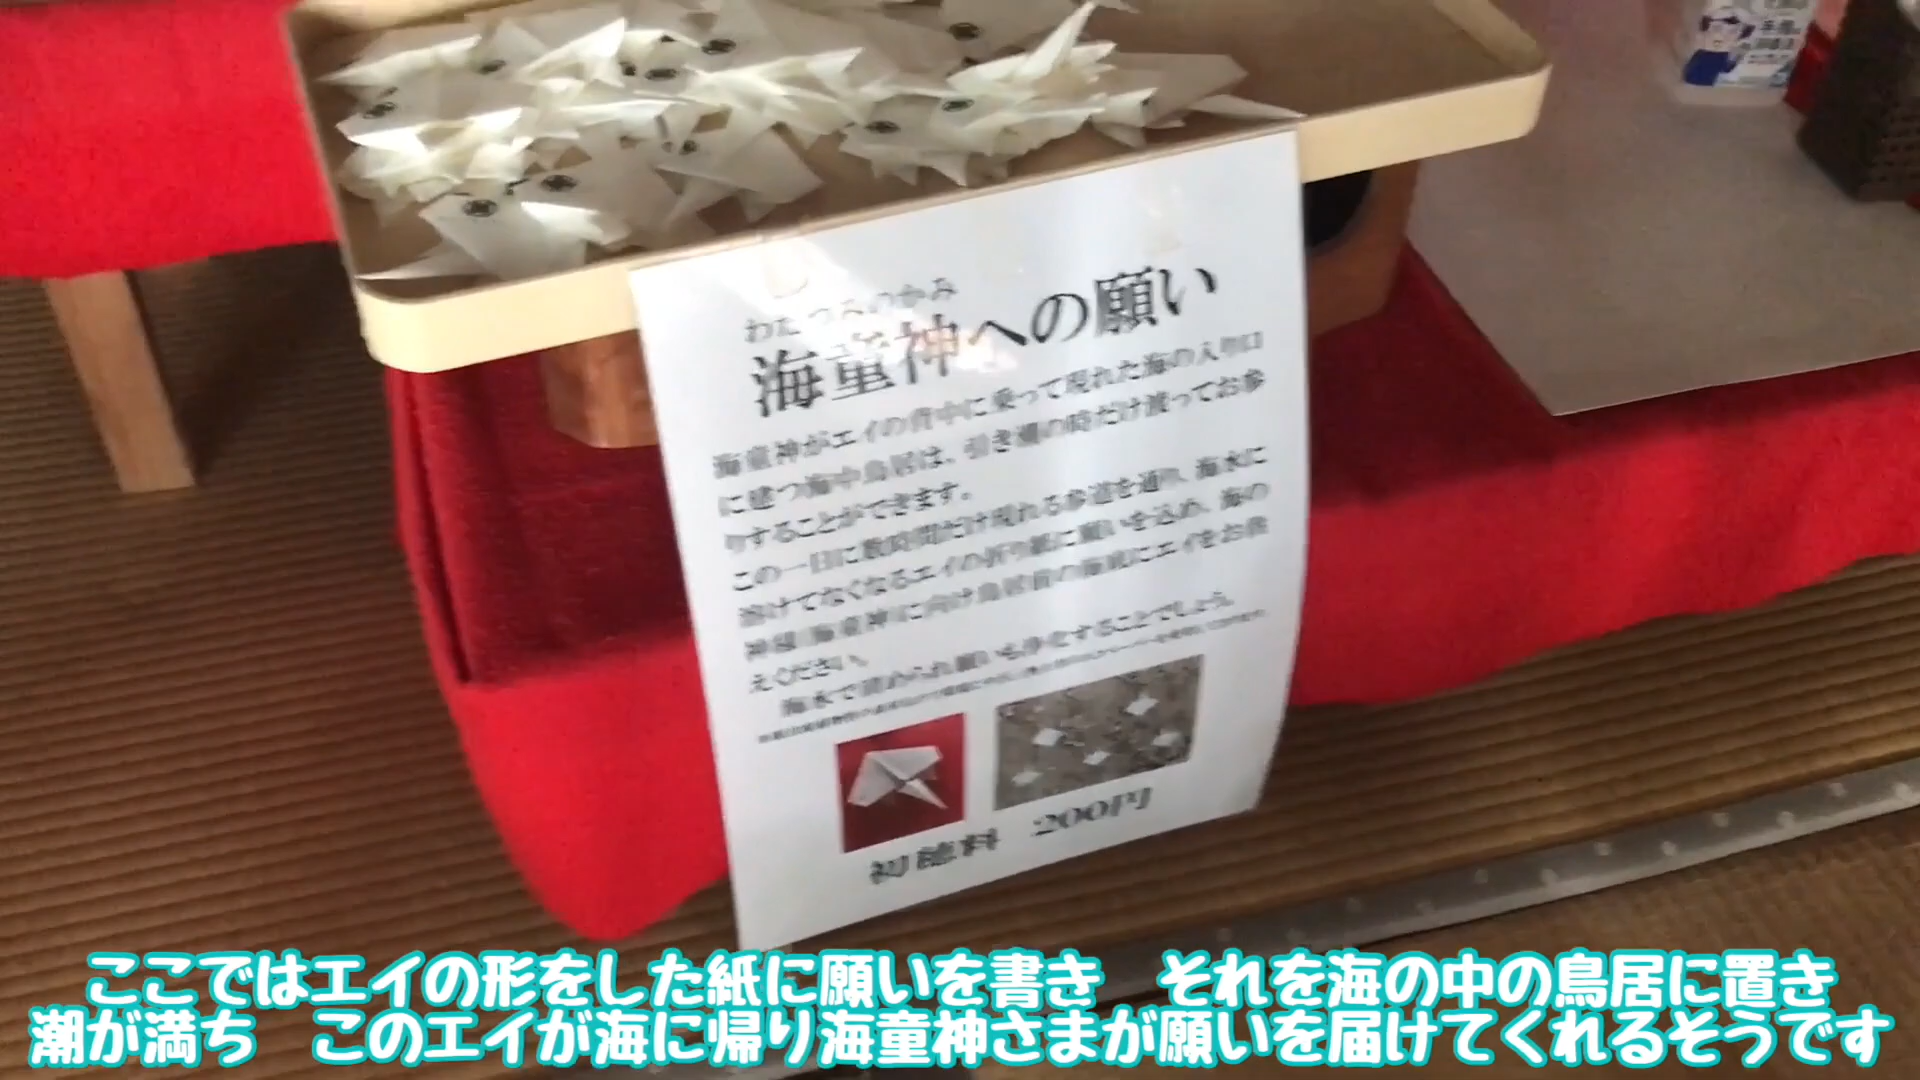 わたつみのかみ
海童神への願い
海童神がエイの背中に乗って現れた海の入り口
に建つ海中鳥居は、引き潮の時だけ渡ってお参
りすることができます。
この一日に数時間だけ現れる参道を通り、海水に
溶けてなくなるエイの折り紙に願いを込め、海の
神様(海童神)に向け鳥居前の海底にエイをお供
えください。
海水で清められ願いも浄化することでしょう。
初穂料 200円
ここではエイの形をした紙に願いを書き それを海の中の鳥居に置き
潮が満ち このエイが海に帰り海童神さまが願いを届けてくれるそうです